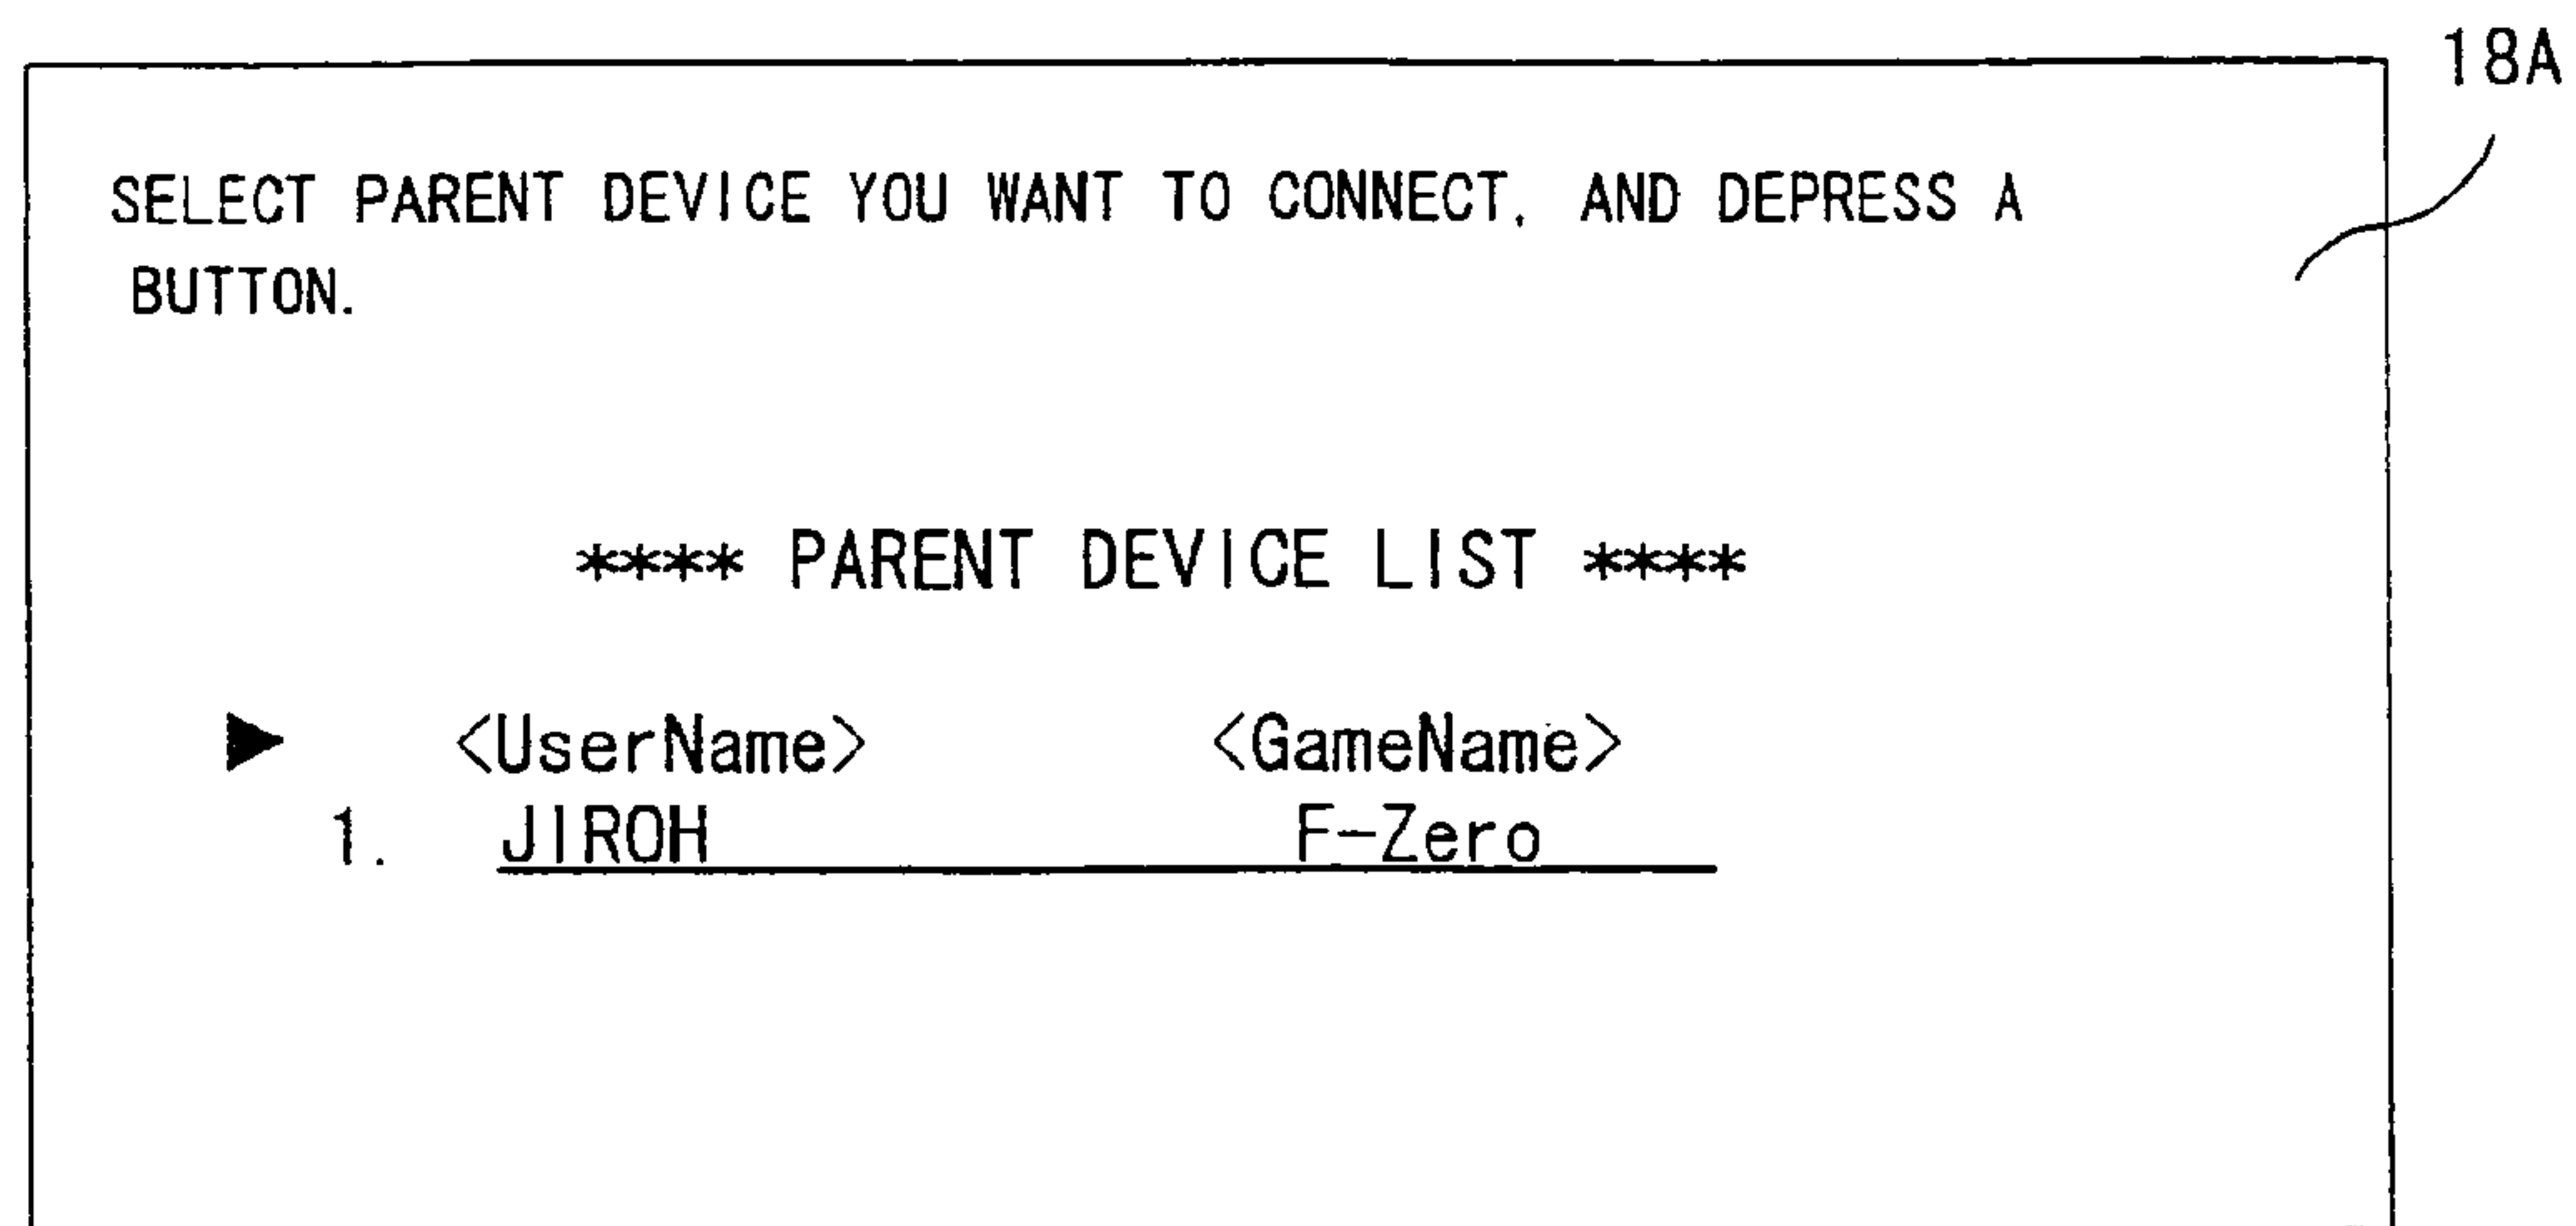 18A
SELECT PARENT DEVICE YOU WANT TO CONNECT, AND DEPRESS A
BUTTON.
**** PARENT DEVICE LIST ****
▶ <UserName> <GameName>
1. JIROH F-Zero